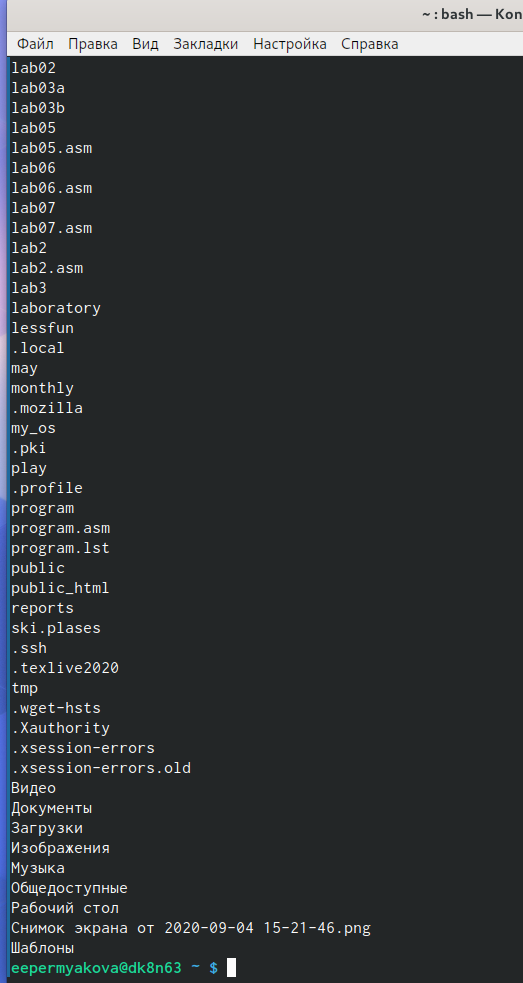 ~ : bash — Kon
Файл Правка Вид Закладки Настройка Справка
lab02
lab03a
lab03b
lab05
lab05.asm
lab06
lab06.asm
lab07
lab07.asm
lab2
lab2.asm
lab3
laboratory
lessfun
.local
may
monthly
.mozilla
my_os
.pki
play
.profile
program
program.asm
program.lst
public
public_html
reports
ski.plases
.ssh
.texlive2020
tmp
.wget-hsts
.Xauthority
.xsession-errors
.xsession-errors.old
Видео
Документы
Загрузки
Изображения
Музыка
Общедоступные
Рабочий стол
Снимок экрана от 2020-09-04 15-21-46.png
Шаблоны
eepermyakova@dk8n63 ~ $